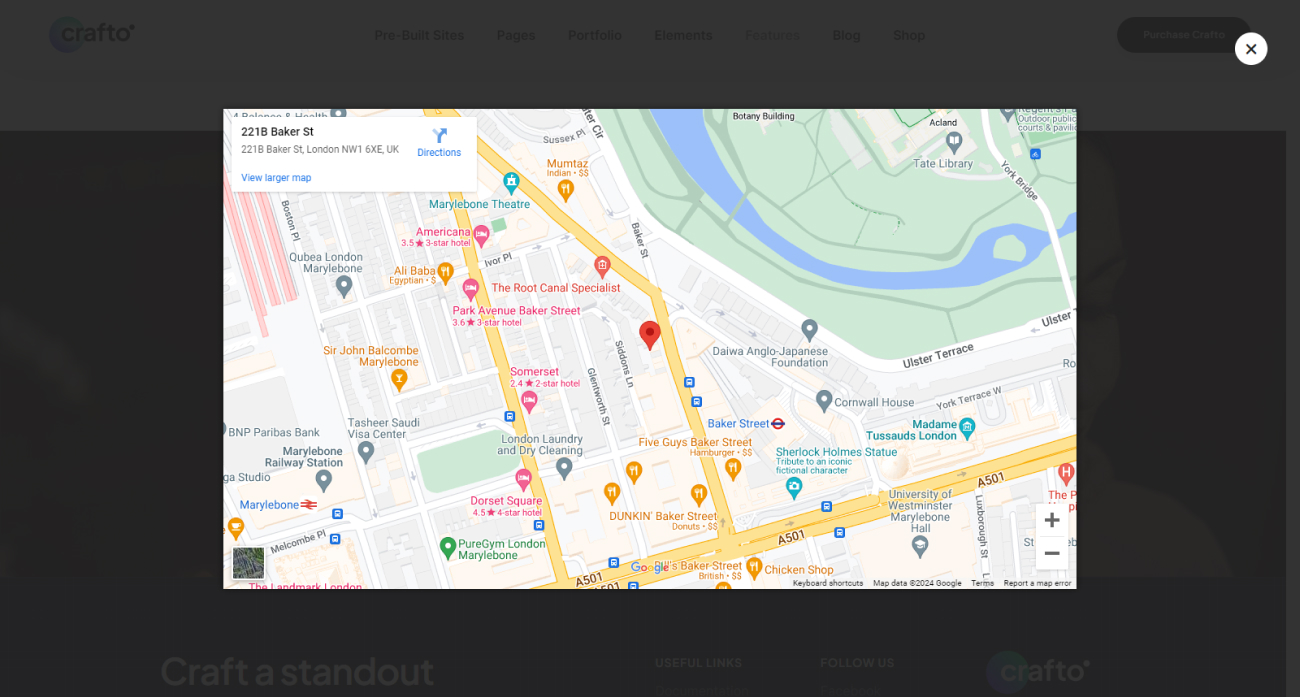 crafto
Pre-Built Sites
Pages
Portfolio
Elements
Features
Blog
Shop
Purchase Crafto
4 Balance & Health
221B Baker St
221B Baker St, London NW1 6XE, UK
Directions
View larger map
Botany Building
Acland
Outdoor public
courts & pavilio
Tate Library
York Bridge
Sussex Pl
Mumtaz
Indian • $$
Marylebone Theatre
Boston Pl
Americana
3.5★ 3-star hotel
Baker St
Ivor Pl
Qubea London
Marylebone
Ali Baba
Egyptian • $
The Root Canal Specialist
Park Avenue Baker Street
3.6★ 3-star hotel
Ulster
Ulster Terrace
Daiwa Anglo-Japanese
Foundation
Sir John Balcombe
Marylebone
Siddons Ln
Glentworth St
Somerset
2.4★ 2-star hotel
York Terrace W
Cornwall House
Baker Street
Madame
Tussauds London
Tasheer Saudi
Visa Center
BNP Paribas Bank
London Laundry
and Dry Cleaning
Five Guys Baker Street
Hamburger • $$
Sherlock Holmes Statue
Tribute to an iconic
fictional character
Marylebone
Railway Station
ga Studio
A501
Marylebone
Dorset Square
4.5★ 4-star hotel
DUNKIN' Baker Street
Donuts • $$
University of
Westminster
Marylebone
Hall
Luxborough St
The P
Melcombe Pl
PureGym London
Marylebone
A501
Google
's Baker Street
British • $$
Chicken Shop
A501
The Landmark London
Keyboard shortcuts
Map data ©2024 Google
Terms
Report a map error
Craft a standout
USEFUL LINKS
Documentation
FOLLOW US
Facebook
crafto